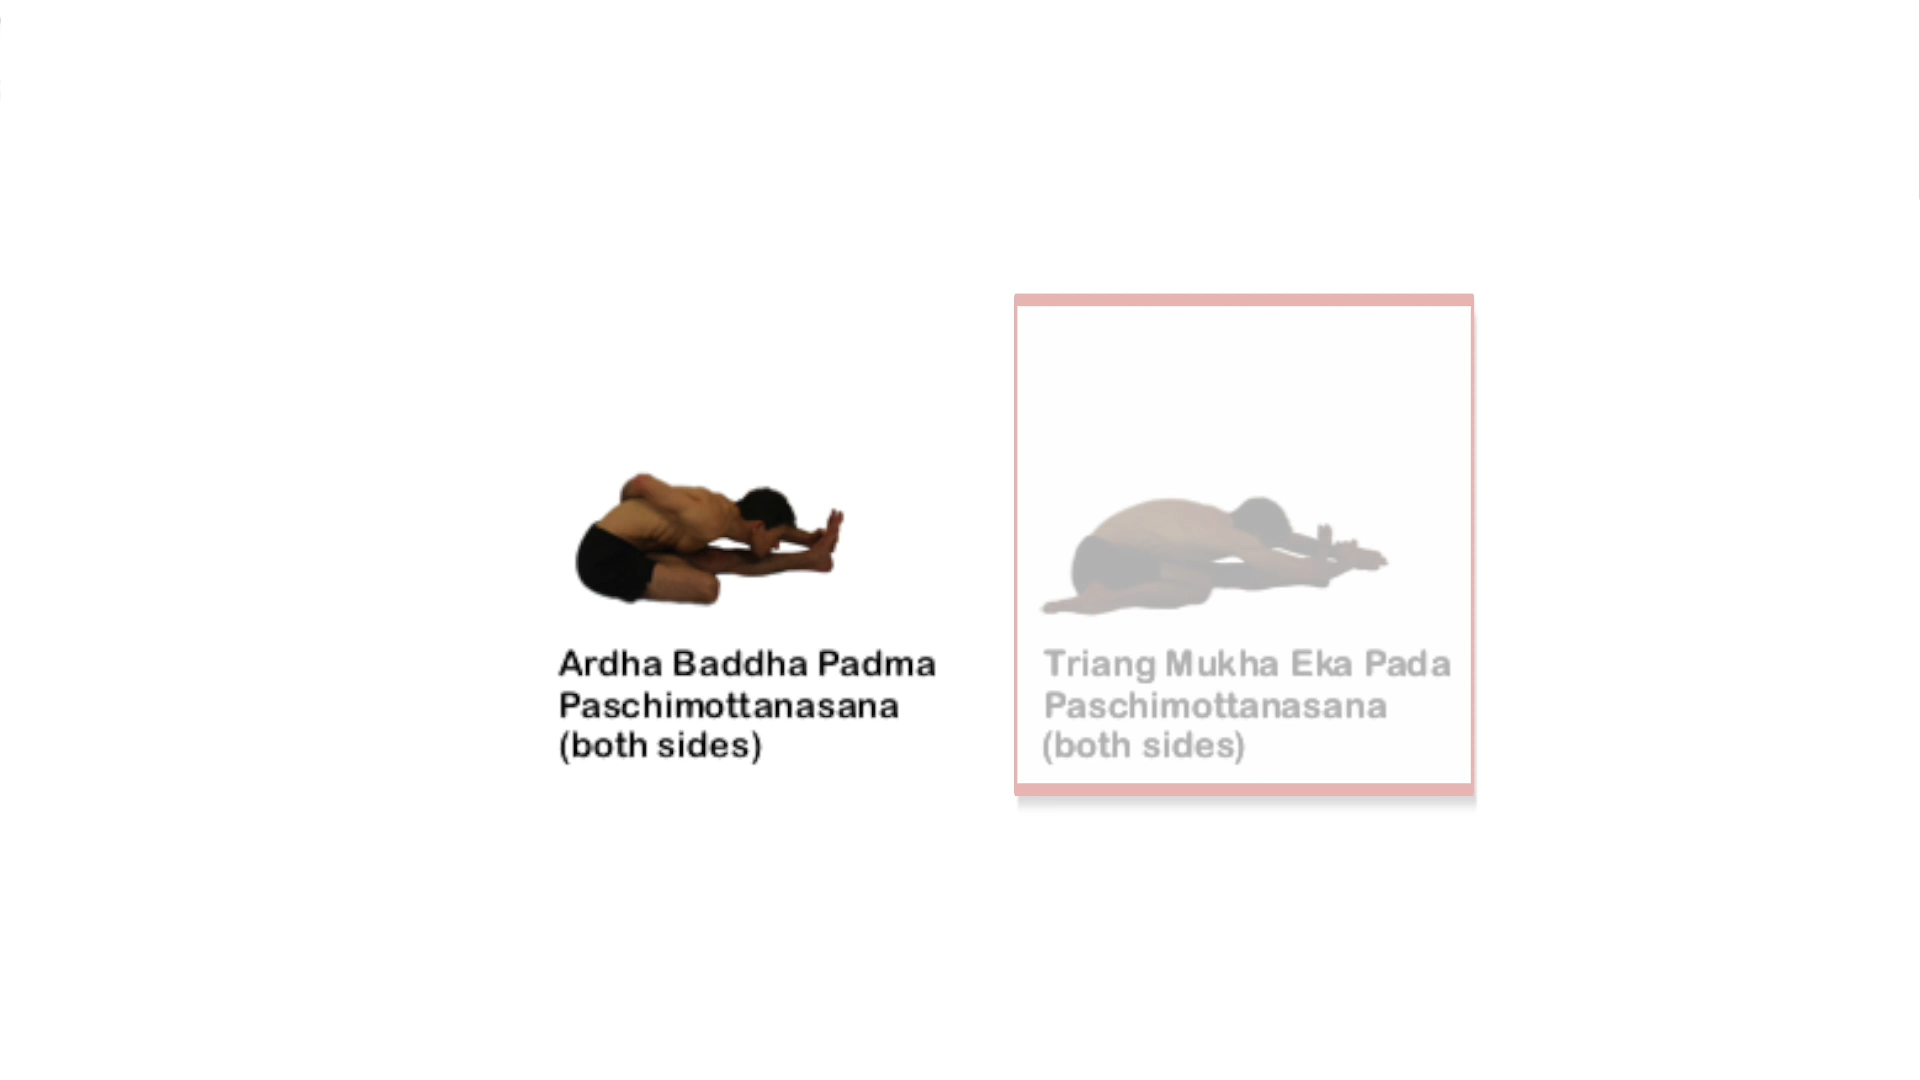 Ardha Baddha Padma
Paschimottanasana
(both sides)
Triang Mukha Eka Pada
Paschimottanasana
(both sides)